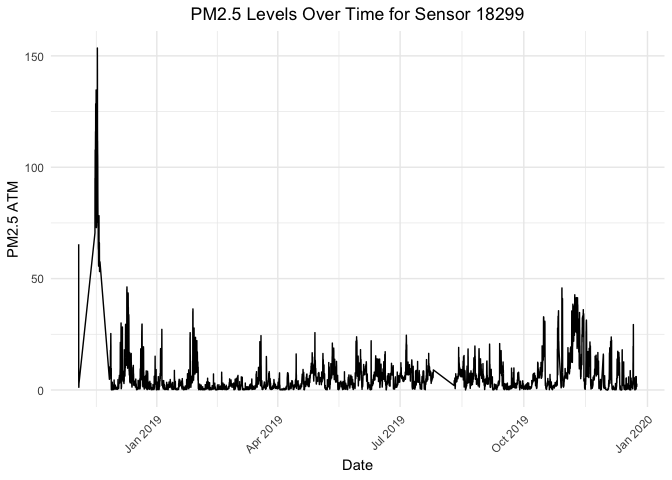 PM2.5 Levels Over Time for Sensor 18299
PM2.5 ATM
150
100
50
0
Jan 2019
Apr 2019
Jul 2019
Oct 2019
Jan 2020
Date